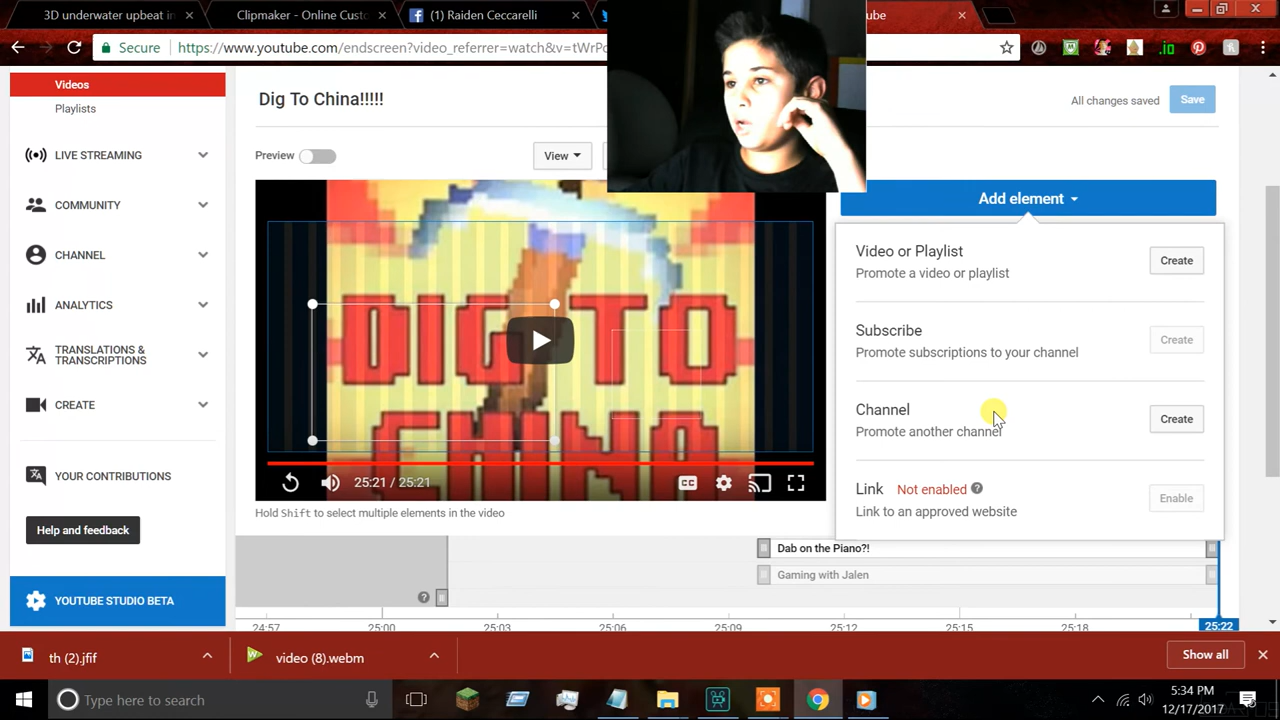 3D underwater upbeat in
Clipmaker - Online Cust
(1) Raiden Ceccarelli
ube
Secure
https://www.youtube.com/endscreen?video_referrer=watch&v=tWrPc
.io
Videos
Playlists
LIVE STREAMING
COMMUNITY
CHANNEL
ANALYTICS
TRANSLATIONS &
TRANSCRIPTIONS
CREATE
YOUR CONTRIBUTIONS
Help and feedback
YOUTUBE STUDIO BETA
Dig To China!!!!!
All changes saved
Save
Preview
View
DIG TO
CHINA
25:21 / 25:21
CC
Hold Shift to select multiple elements in the video
Add element
Video or Playlist
Create
Promote a video or playlist
Subscribe
Create
Promote subscriptions to your channel
Channel
Create
Promote another channel
Link Not enabled ?
Enable
Link to an approved website
Dab on the Piano?!
Gaming with Jalen
?
24:57 25:00 25:03 25:06 25:09 25:12 25:15 25:18 25:22
th (2).jfif
video (8).webm
Show all
Type here to search
5:34 PM
12/17/2017